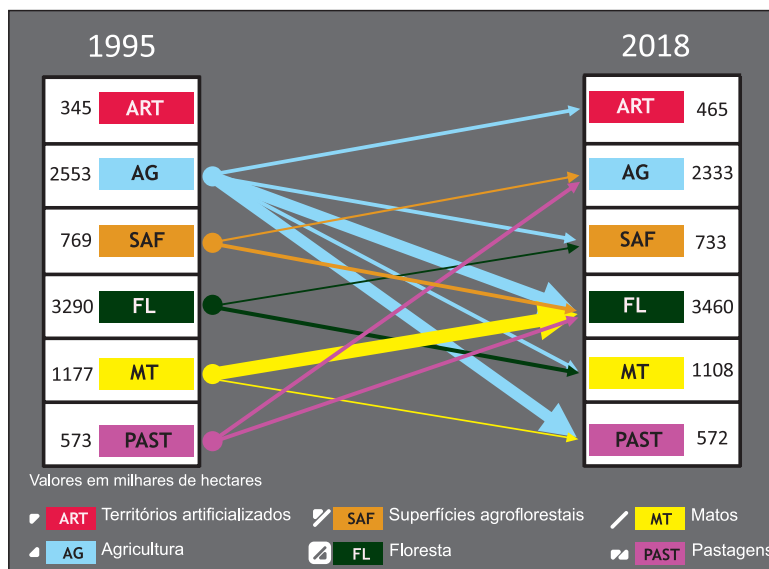 1995 2018
345 ART ART 465
2553 AG AG 2333
769 SAF SAF 733
3290 FL FL 3460
1177 MT MT 1108
573 PAST PAST 572
Valores em milhares de hectares
ART Territórios artificializados SAF Superfícies agroflorestais MT Matos
AG Agricultura FL Floresta PAST Pastagens